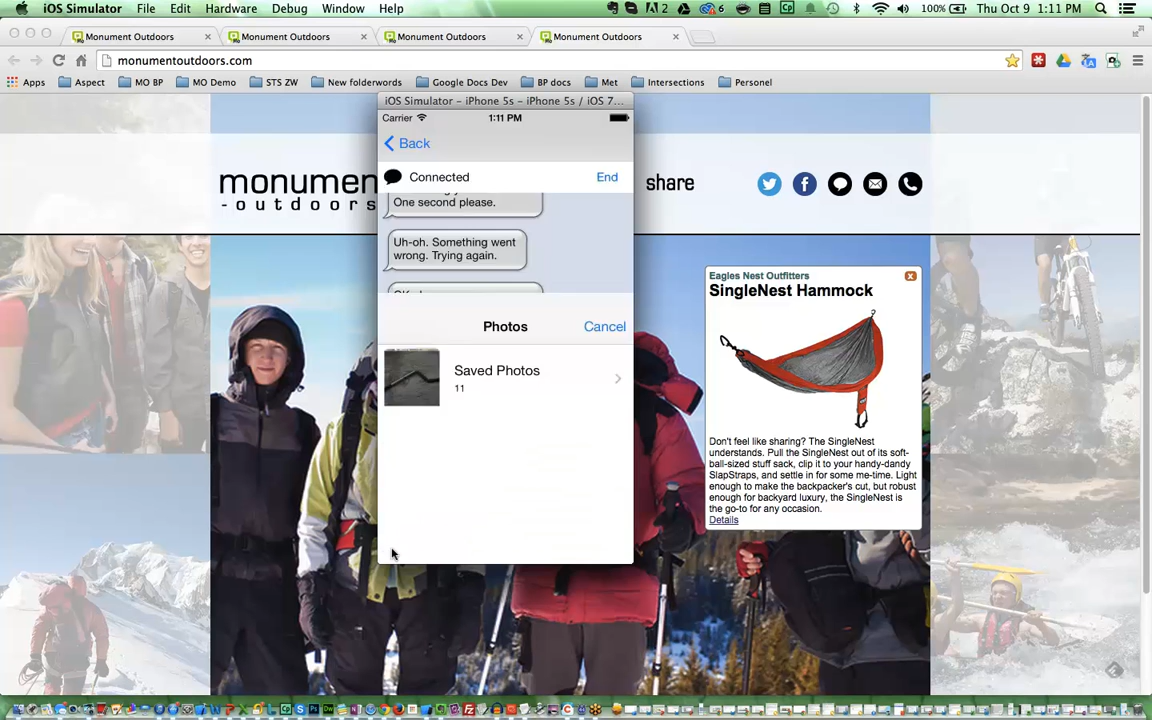 iOS Simulator File Edit Hardware Debug Window Help
2 6 100% Thu Oct 9 1:11 PM
Monument Outdoors Monument Outdoors Monument Outdoors Monument Outdoors
monumentoutdoors.com
Apps Aspect MO BP MO Demo STS ZW New folderwords Google Docs Dev BP docs Met Intersections Personal
iOS Simulator – iPhone 5s – iPhone 5s / iOS 7...
Carrier 1:11 PM
Back
Connected End
One second please.
Uh-oh. Something went
wrong. Trying again.
Photos Cancel
Saved Photos
11
monumen
-outdoors
share
Eagles Nest Outfitters
SingleNest Hammock
Don't feel like sharing? The SingleNest
understands. Pull the SingleNest out of its soft-
ball-sized stuff sack, clip it to your handy-dandy
SlapStraps, and settle in for some me-time. Light
enough to make the backpacker's cut, but robust
enough for backyard luxury, the SingleNest is
the go-to for any occasion.
Details